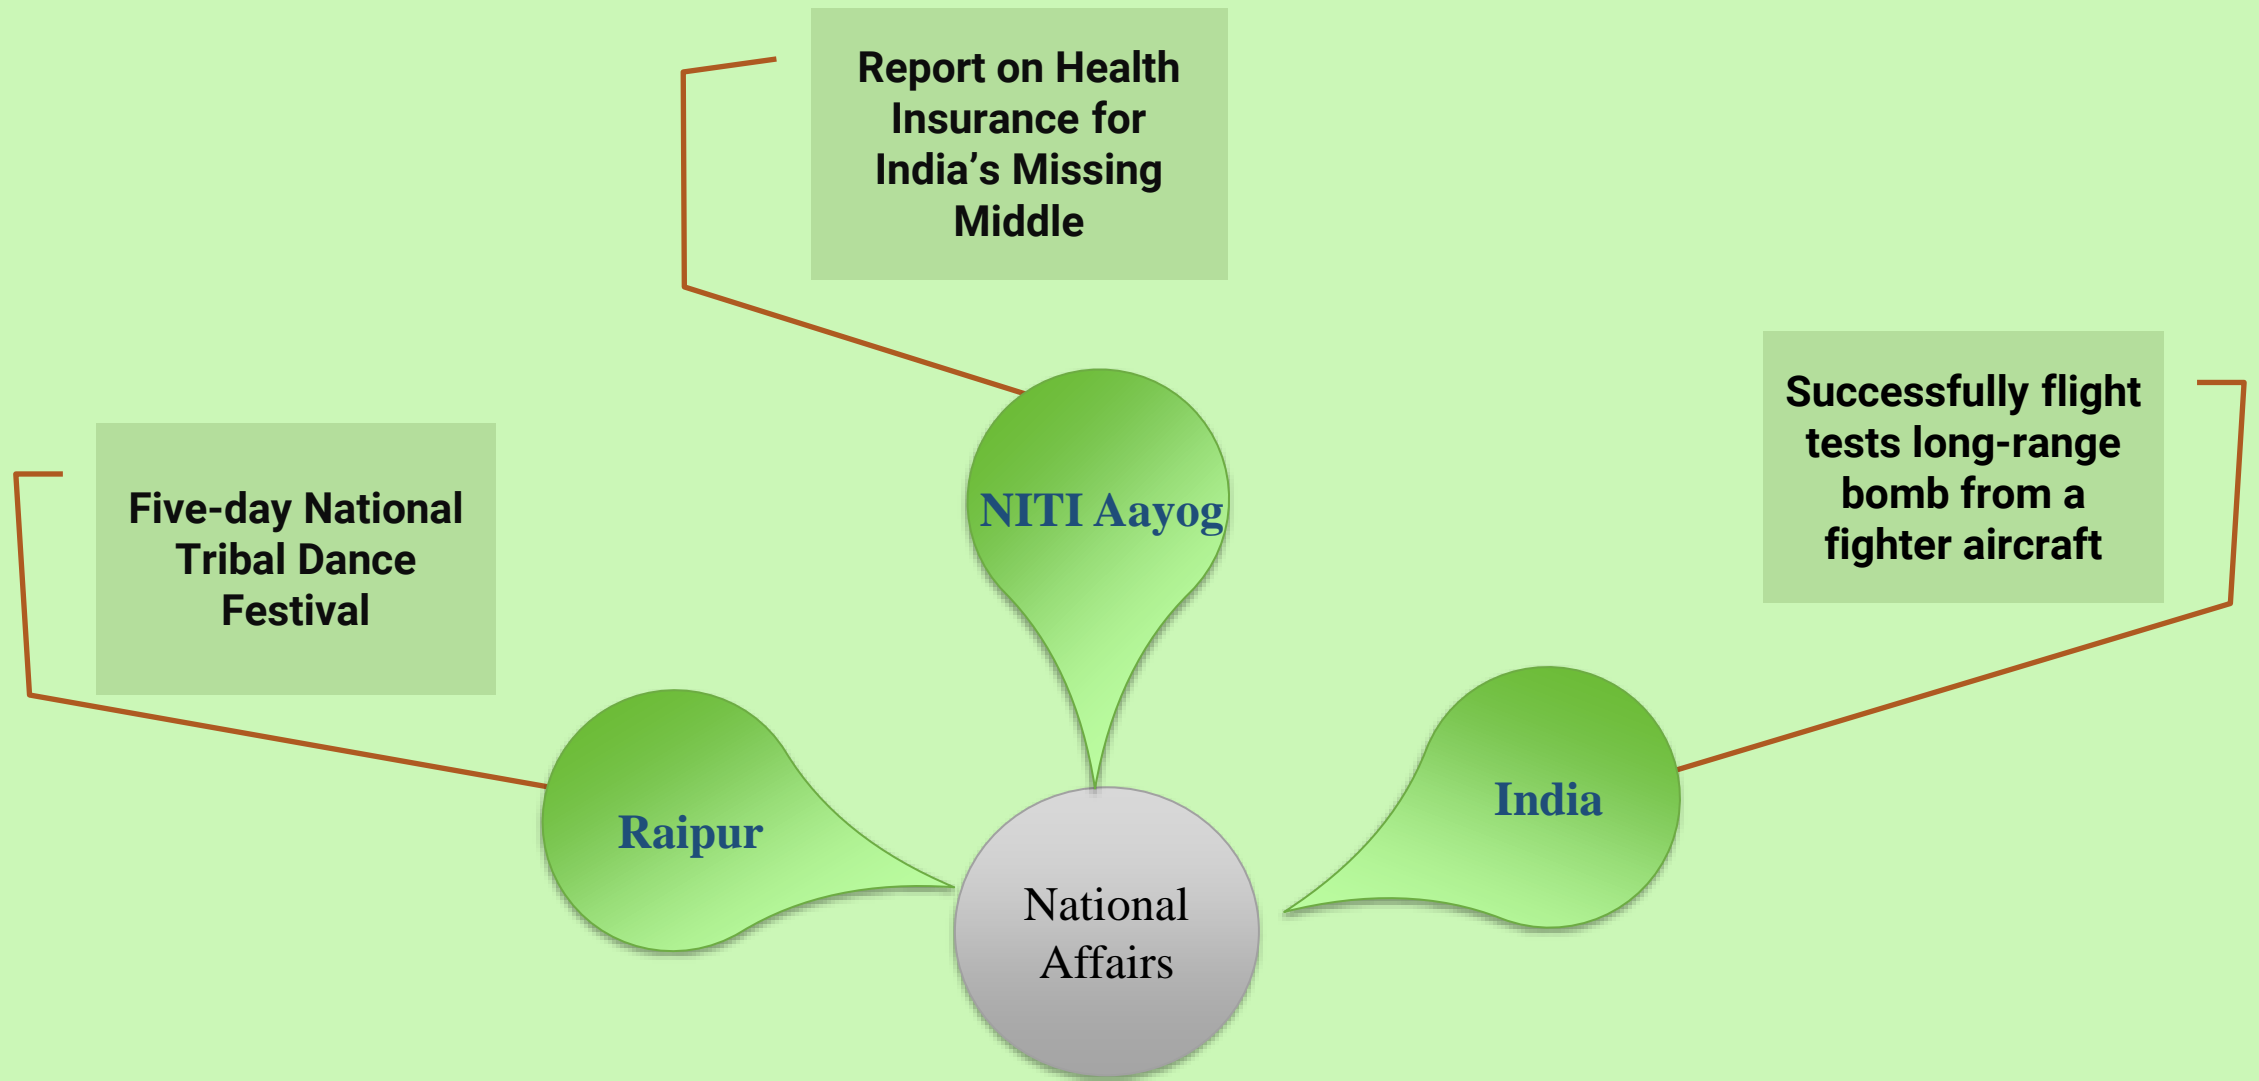 Report on Health
Insurance for
India’s Missing
Middle
Successfully flight
tests long-range
bomb from a
fighter aircraft
Five-day National
Tribal Dance
Festival
NITI Aayog
India
Raipur
National
Affairs